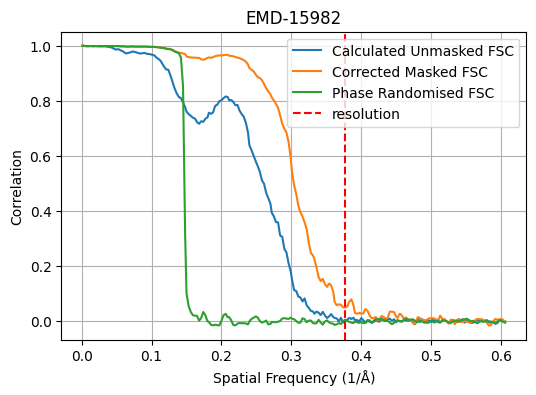 EMD-15982
Correlation
1.0
0.8
0.6
0.4
0.2
0.0
Calculated Unmasked FSC
Corrected Masked FSC
Phase Randomised FSC
resolution
0.0 0.1 0.2 0.3 0.4 0.5 0.6
Spatial Frequency (1/Å)